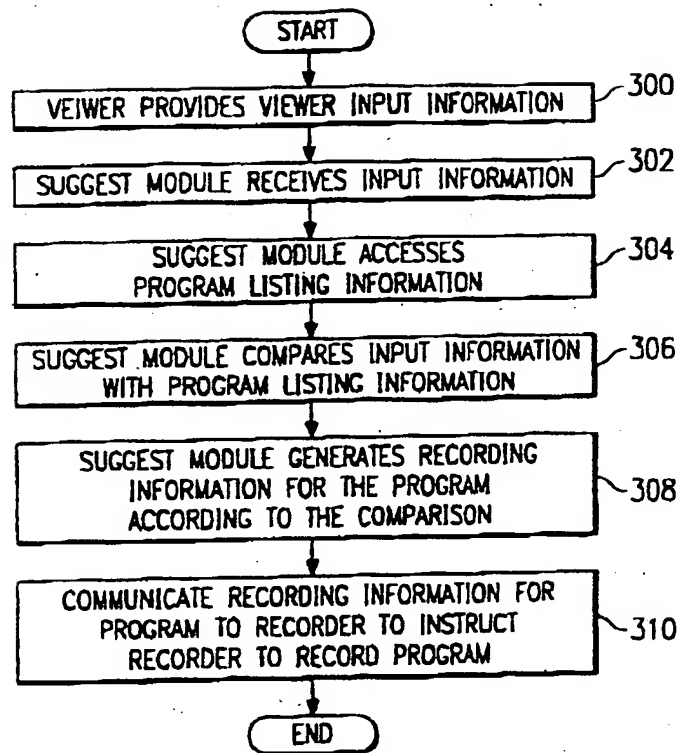 START
VEIWER PROVIDES VIEWER INPUT INFORMATION
300
SUGGEST MODULE RECEIVES INPUT INFORMATION
302
SUGGEST MODULE ACCESSES
PROGRAM LISTING INFORMATION
304
SUGGEST MODULE COMPARES INPUT INFORMATION
WITH PROGRAM LISTING INFORMATION
306
SUGGEST MODULE GENERATES RECORDING
INFORMATION FOR THE PROGRAM
ACCORDING TO THE COMPARISON
308
COMMUNICATE RECORDING INFORMATION FOR
PROGRAM TO RECORDER TO INSTRUCT
RECORDER TO RECORD PROGRAM
310
END